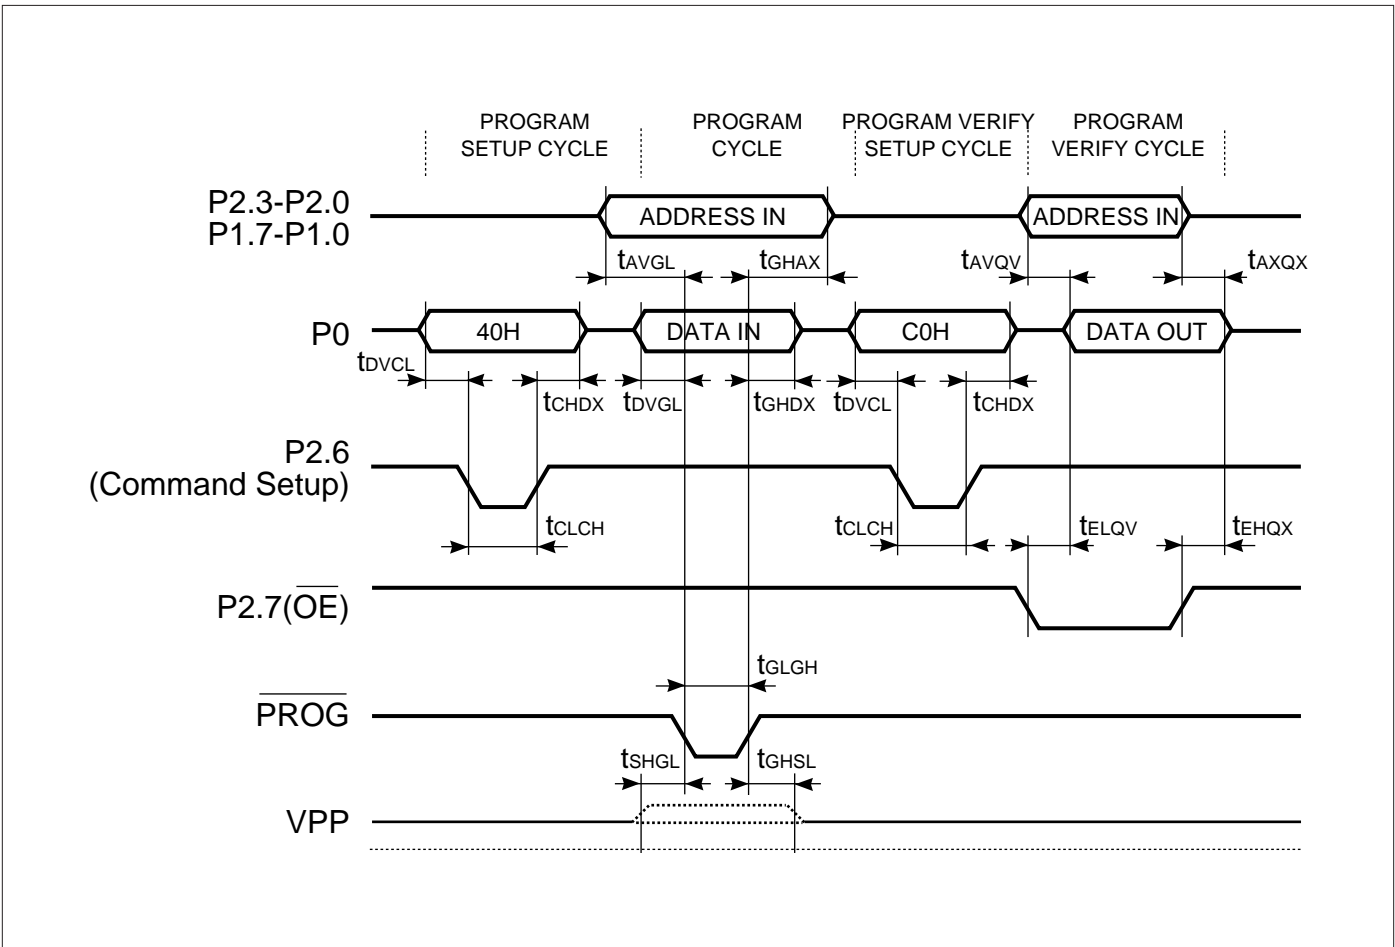 PROGRAM
SETUP CYCLE
PROGRAM
CYCLE
PROGRAM VERIFY
SETUP CYCLE
PROGRAM
VERIFY CYCLE
P2.3-P2.0
P1.7-P1.0
ADDRESS IN
ADDRESS IN
tAVGL
tGHAX
tAVQV
tAXQX
P0
40H
DATA IN
C0H
DATA OUT
tDVCL
tCHDX
tDVGL
tGHDX
tDVCL
tCHDX
P2.6
(Command Setup)
tCLCH
tCLCH
tELQV
tEHQX
P2.7(OE)
tGLGH
PROG
tSHGL
tGHSL
VPP